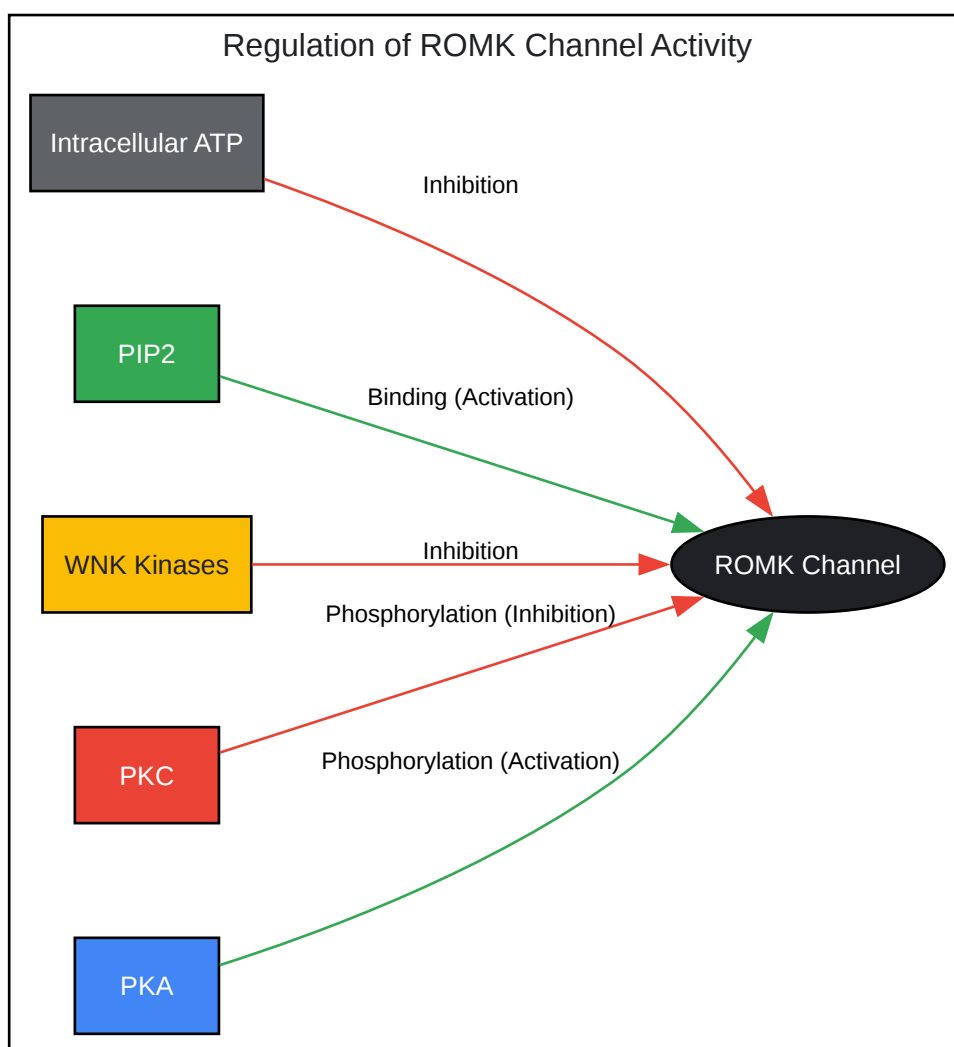 Regulation of ROMK Channel Activity
Intracellular ATP
Inhibition
PIP2
Binding (Activation)
WNK Kinases
Inhibition
ROMK Channel
Phosphorylation (Inhibition)
PKC
Phosphorylation (Activation)
PKA